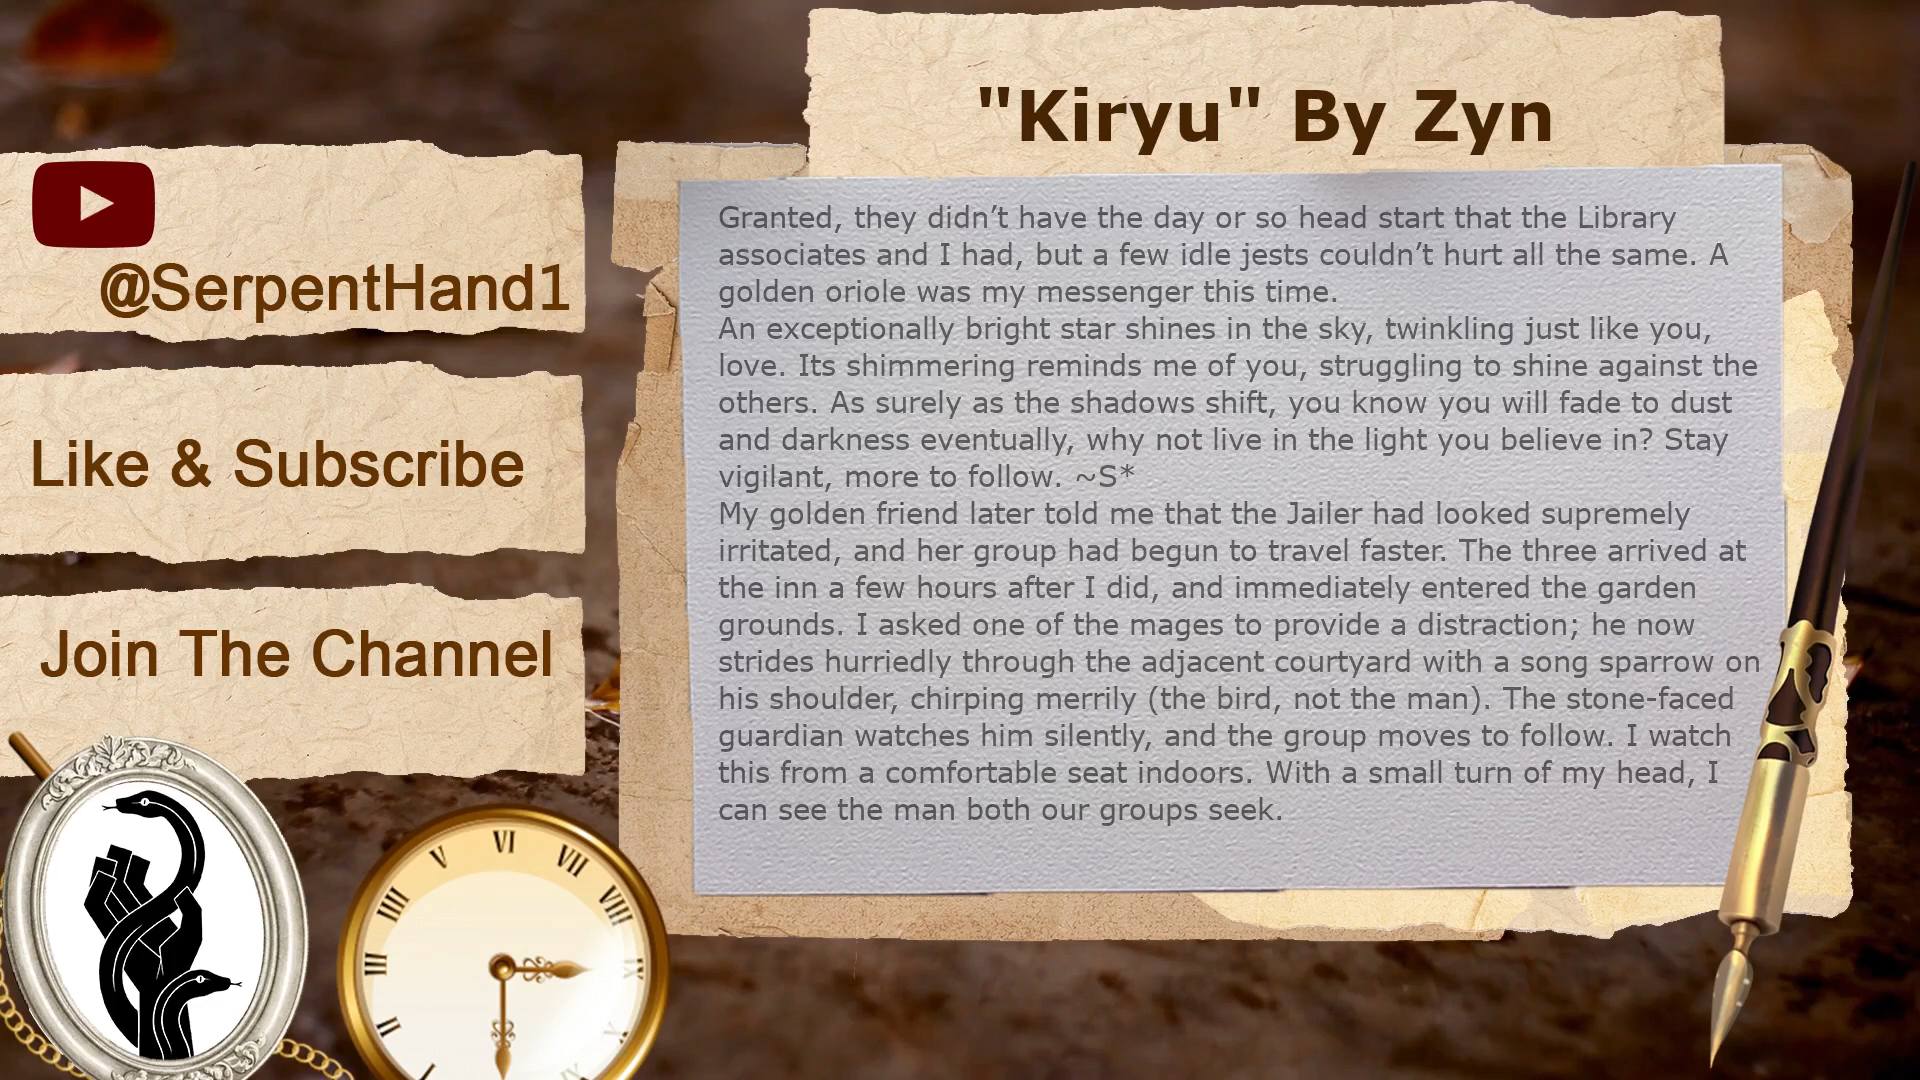 "Kiryu" By Zyn
@SerpentHand1
Like & Subscribe
Join The Channel
Granted, they didn’t have the day or so head start that the Library
associates and I had, but a few idle jests couldn’t hurt all the same. A
golden oriole was my messenger this time.
An exceptionally bright star shines in the sky, twinkling just like you,
love. Its shimmering reminds me of you, struggling to shine against the
others. As surely as the shadows shift, you know you will fade to dust
and darkness eventually, why not live in the light you believe in? Stay
vigilant, more to follow. ~S*
My golden friend later told me that the Jailer had looked supremely
irritated, and her group had begun to travel faster. The three arrived at
the inn a few hours after I did, and immediately entered the garden
grounds. I asked one of the mages to provide a distraction; he now
strides hurriedly through the adjacent courtyard with a song sparrow on
his shoulder, chirping merrily (the bird, not the man). The stone-faced
guardian watches him silently, and the group moves to follow. I watch
this from a comfortable seat indoors. With a small turn of my head, I
can see the man both our groups seek.
II
III
IIII
V
VI
VII
VIII
IX
X